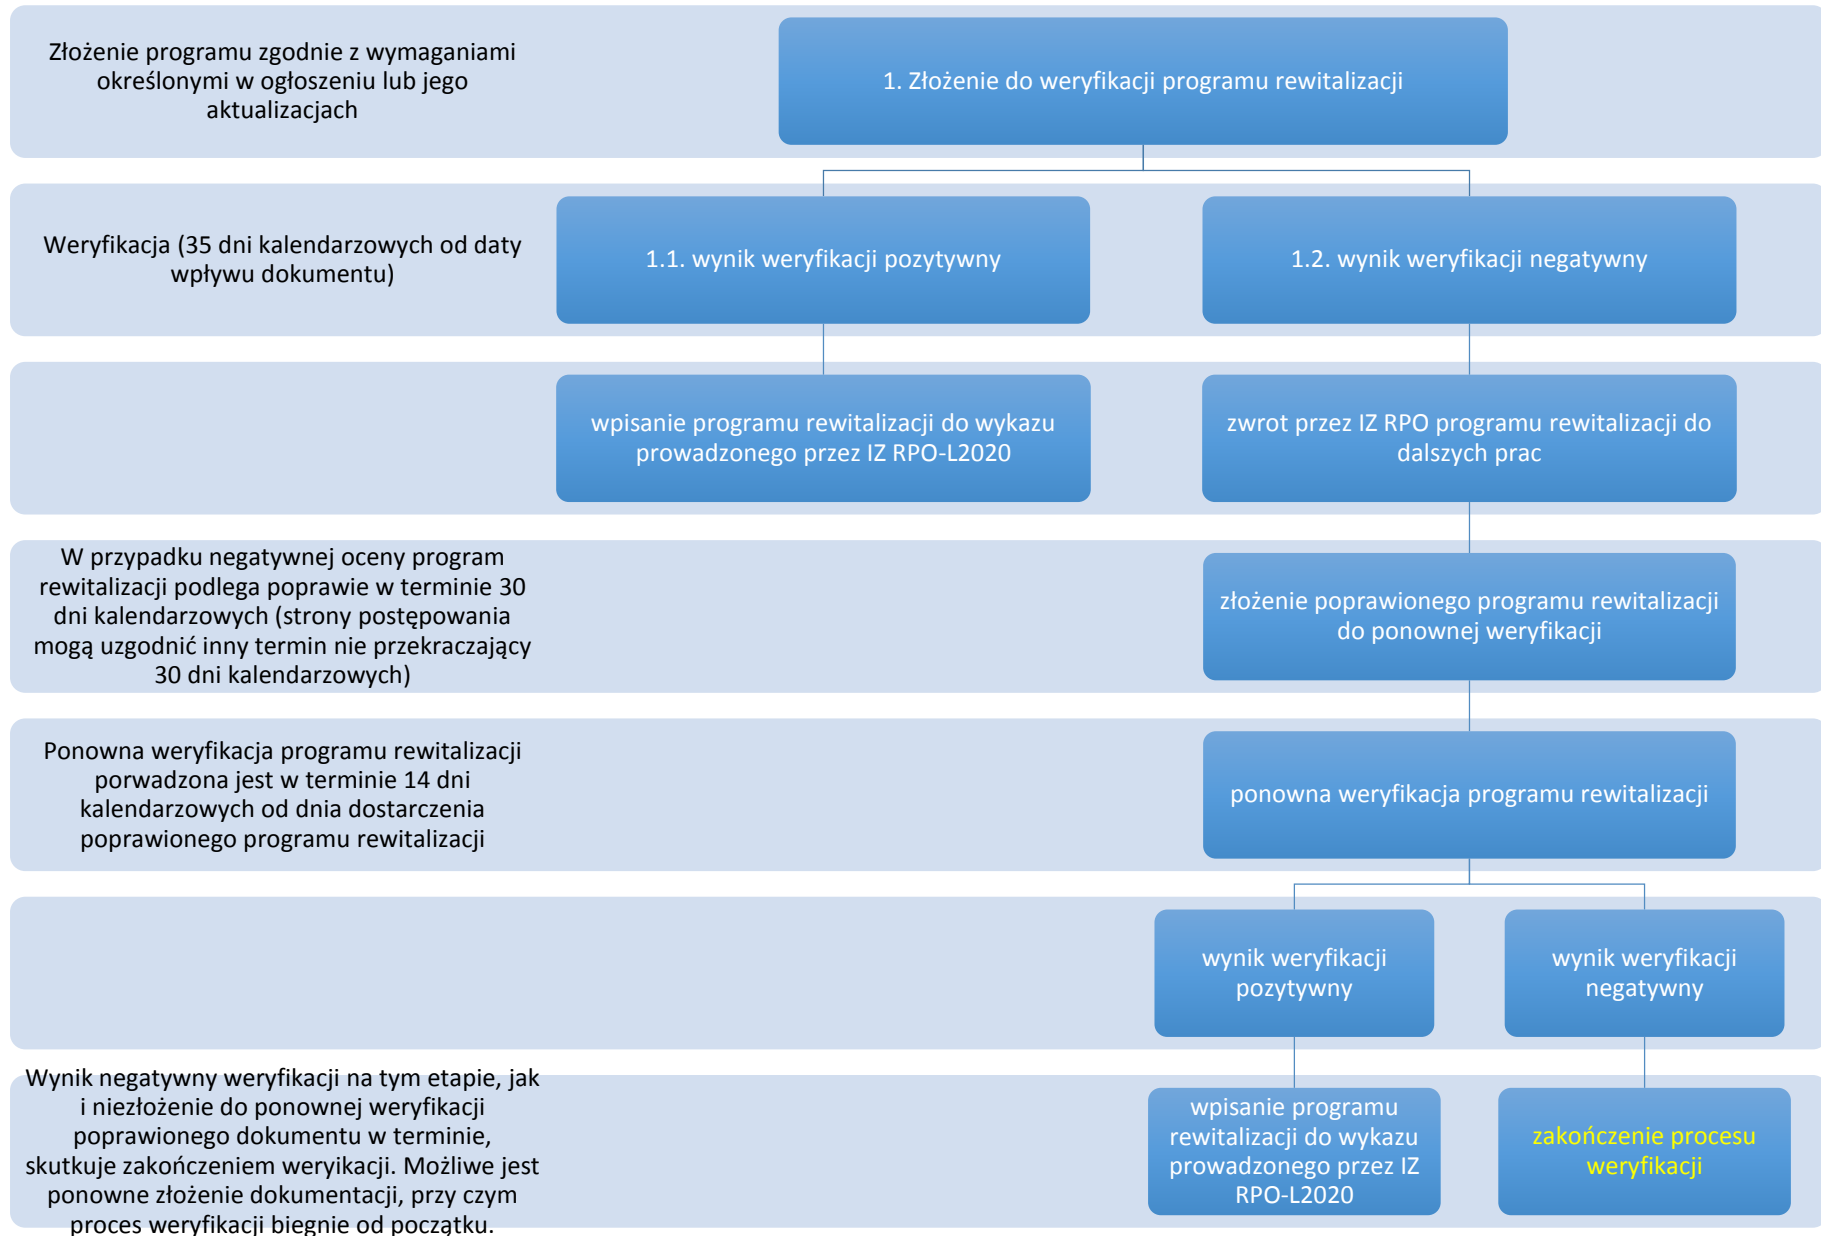 Złożenie programu zgodnie z wymaganiami
określonymi w ogłoszeniu lub jego
aktualizacjach
1. Złożenie do weryfikacji programu rewitalizacji
Weryfikacja (35 dni kalendarzowych od daty
wpływu dokumentu)
1.1. wynik weryfikacji pozytywny
1.2. wynik weryfikacji negatywny
wpisanie programu rewitalizacji do wykazu
prowadzonego przez IZ RPO-L2020
zwrot przez IZ RPO programu rewitalizacji do
dalszych prac
W przypadku negatywnej oceny program
rewitalizacji podlega poprawie w terminie 30
dni kalendarzowych (strony postępowania
mogą uzgodnić inny termin nie przekraczający
30 dni kalendarzowych)
złożenie poprawionego programu rewitalizacji
do ponownej weryfikacji
Ponowna weryfikacja programu rewitalizacji
porwadzona jest w terminie 14 dni
kalendarzowych od dnia dostarczenia
poprawionego programu rewitalizacji
ponowna weryfikacja programu rewitalizacji
wynik weryfikacji
pozytywny
wynik weryfikacji
negatywny
Wynik negatywny weryfikacji na tym etapie, jak
i niezłożenie do ponownej weryfikacji
poprawionego dokumentu w terminie,
skutkuje zakończeniem weryikacji. Możliwe jest
ponowne złożenie dokumentacji, przy czym
proces weryfikacji biegnie od początku.
wpisanie programu
rewitalizacji do wykazu
prowadzonego przez IZ
RPO-L2020
zakończenie procesu
weryfikacji